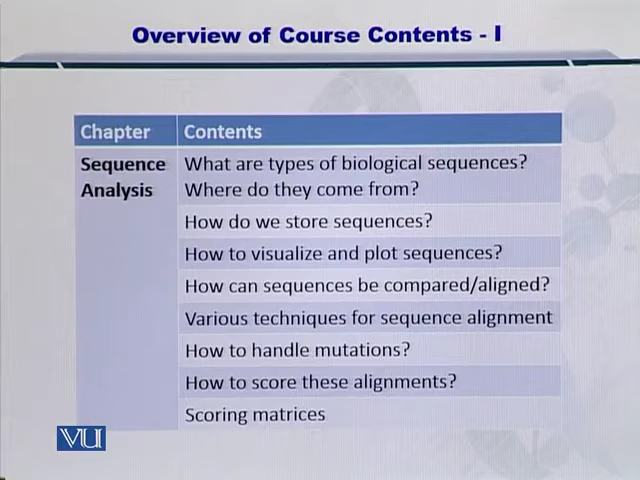 Overview of Course Contents - I
Chapter
Contents
Sequence
Analysis
What are types of biological sequences?
Where do they come from?
How do we store sequences?
How to visualize and plot sequences?
How can sequences be compared/aligned?
Various techniques for sequence alignment
How to handle mutations?
How to score these alignments?
Scoring matrices
VU